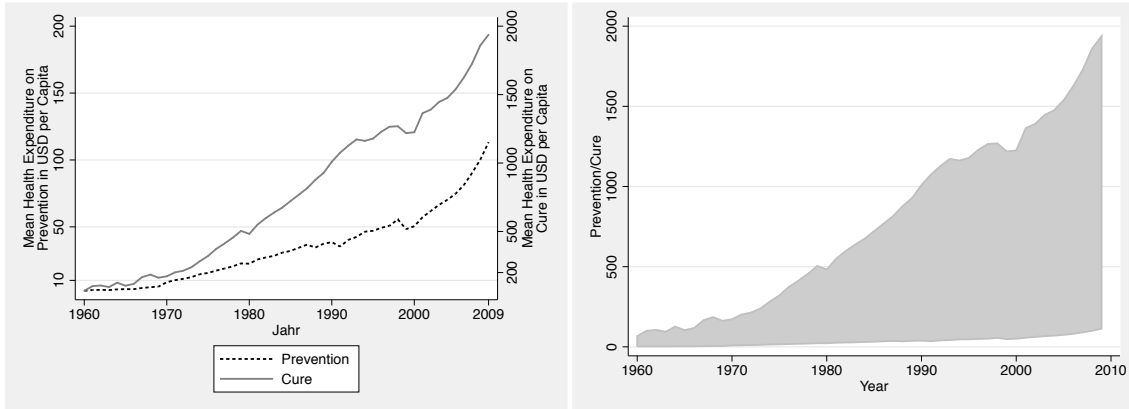 Mean Health Expenditure on
Prevention in USD per Capita
200
150
100
50
10
Mean Health Expenditure on
Cure in USD per Capita
2000
1500
1000
500
200
1960 1970 1980 1990 2000 2009
Jahr
Prevention
Cure
Prevention/Cure
2000
1500
1000
500
0
1960 1970 1980 1990 2000 2010
Year